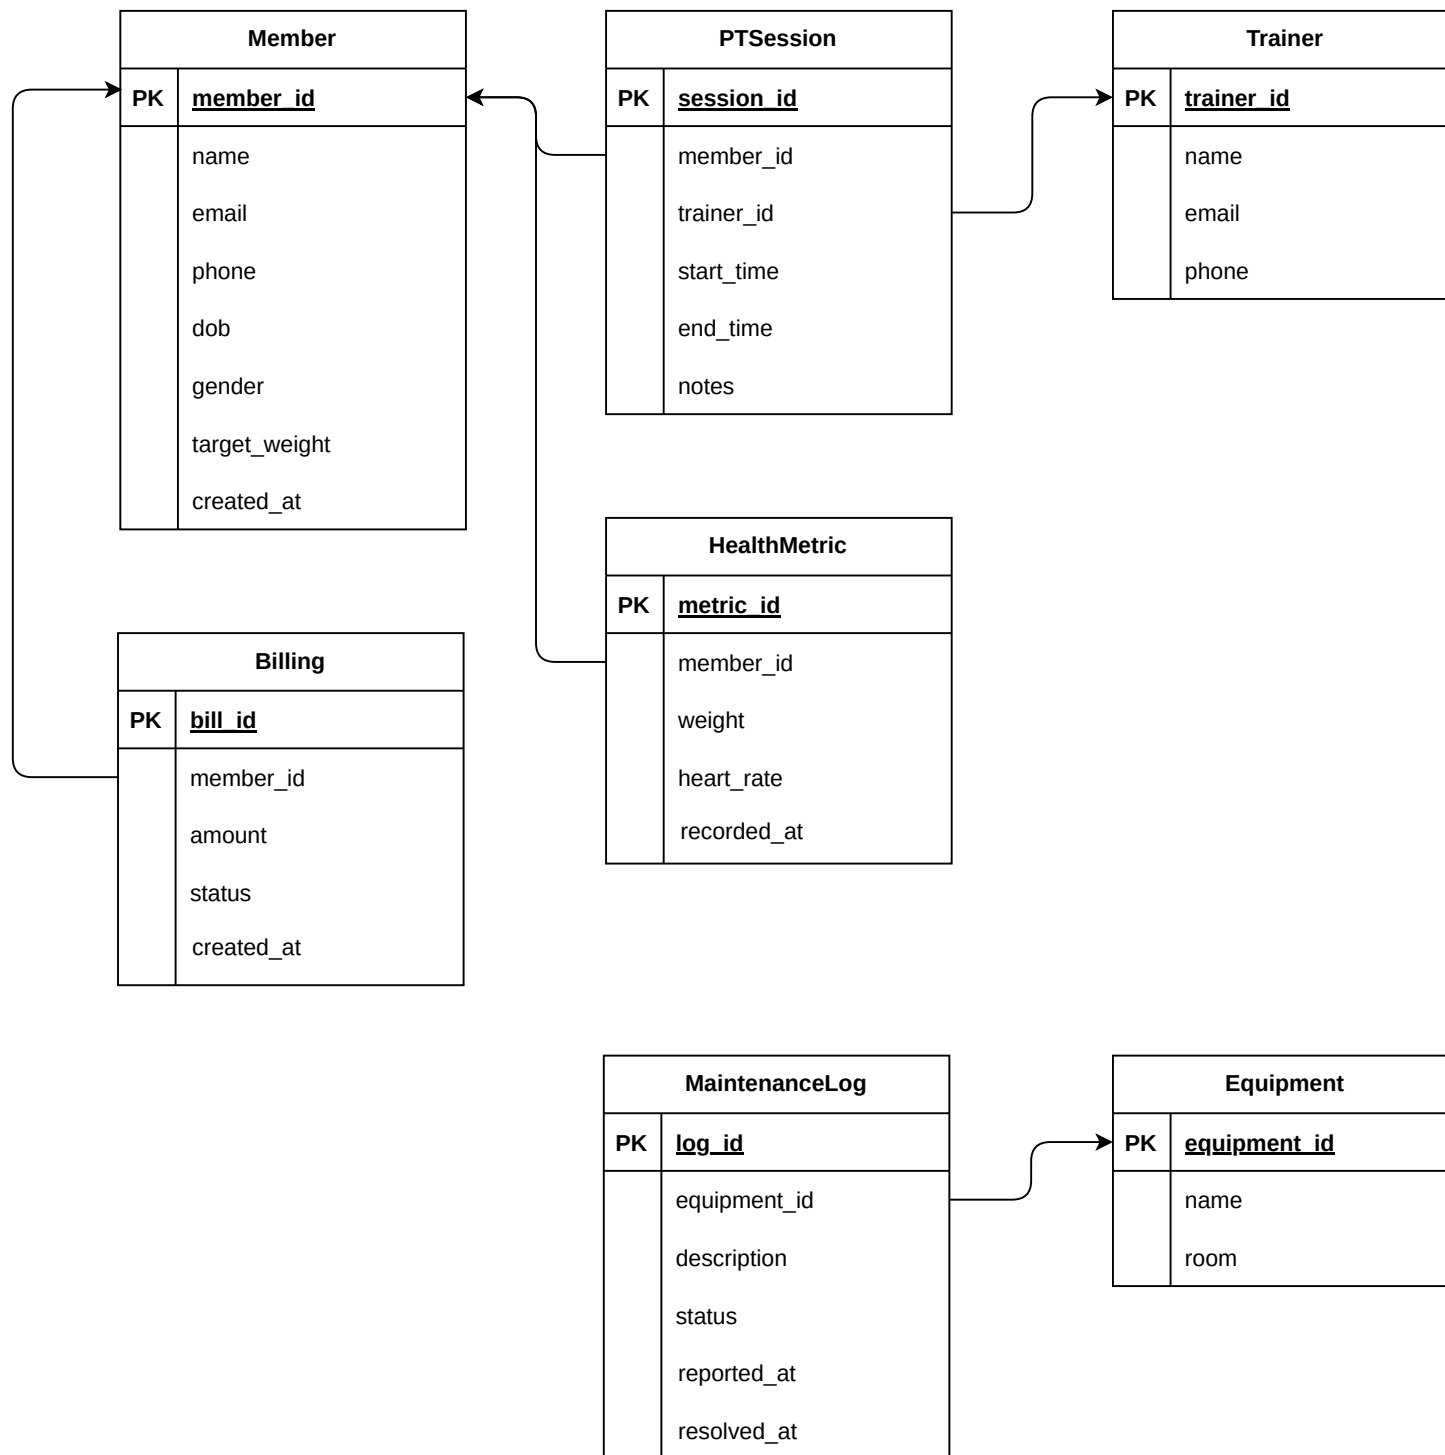 Member
PK member_id
name
email
phone
dob
gender
target_weight
created_at
PTSession
PK session_id
member_id
trainer_id
start_time
end_time
notes
Trainer
PK trainer_id
name
email
phone
HealthMetric
PK metric_id
member_id
weight
heart_rate
recorded_at
Billing
PK bill_id
member_id
amount
status
created_at
MaintenanceLog
PK log_id
equipment_id
description
status
reported_at
resolved_at
Equipment
PK equipment_id
name
room